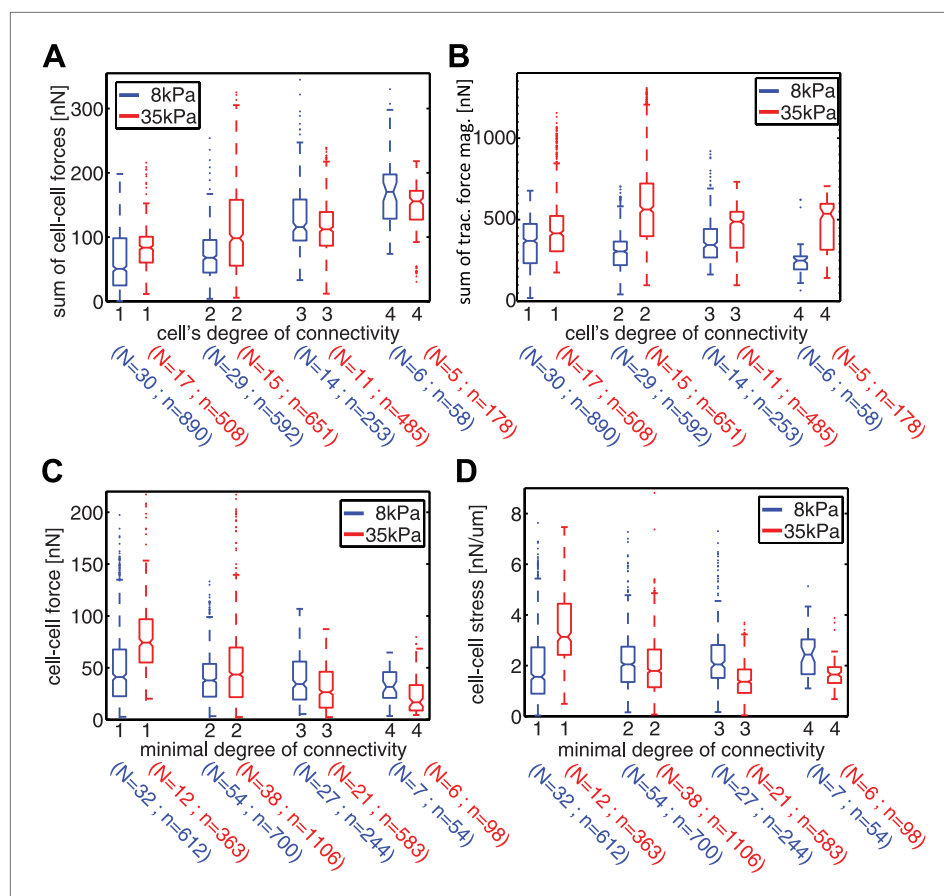 A
B
8kPa
35kPa
sum of cell-cell forces [nN]
300
200
100
0
1 1 2 2 3 3 4 4
cell's degree of connectivity
(N=30 ; n=890)
(N=17 ; n=508)
(N=29 ; n=592)
(N=15 ; n=651)
(N=14 ; n=253)
(N=11 ; n=485)
(N=6 ; n=58)
(N=5 ; n=178)
8kPa
35kPa
sum of trac. force mag. [nN]
1000
500
0
1 1 2 2 3 3 4 4
cell's degree of connectivity
(N=30 ; n=890)
(N=17 ; n=508)
(N=29 ; n=592)
(N=15 ; n=651)
(N=14 ; n=253)
(N=11 ; n=485)
(N=6 ; n=58)
(N=5 ; n=178)
C
D
8kPa
35kPa
cell-cell force [nN]
200
150
100
50
0
1 1 2 2 3 3 4 4
minimal degree of connectivity
(N=32 ; n=612)
(N=12 ; n=363)
(N=54 ; n=700)
(N=38 ; n=1106)
(N=27 ; n=244)
(N=21 ; n=583)
(N=7 ; n=54)
(N=6 ; n=98)
8kPa
35kPa
cell-cell stress [nN/um]
8
6
4
2
0
1 1 2 2 3 3 4 4
minimal degree of connectivity
(N=32 ; n=612)
(N=12 ; n=363)
(N=54 ; n=700)
(N=38 ; n=1106)
(N=27 ; n=244)
(N=21 ; n=583)
(N=7 ; n=54)
(N=6 ; n=98)